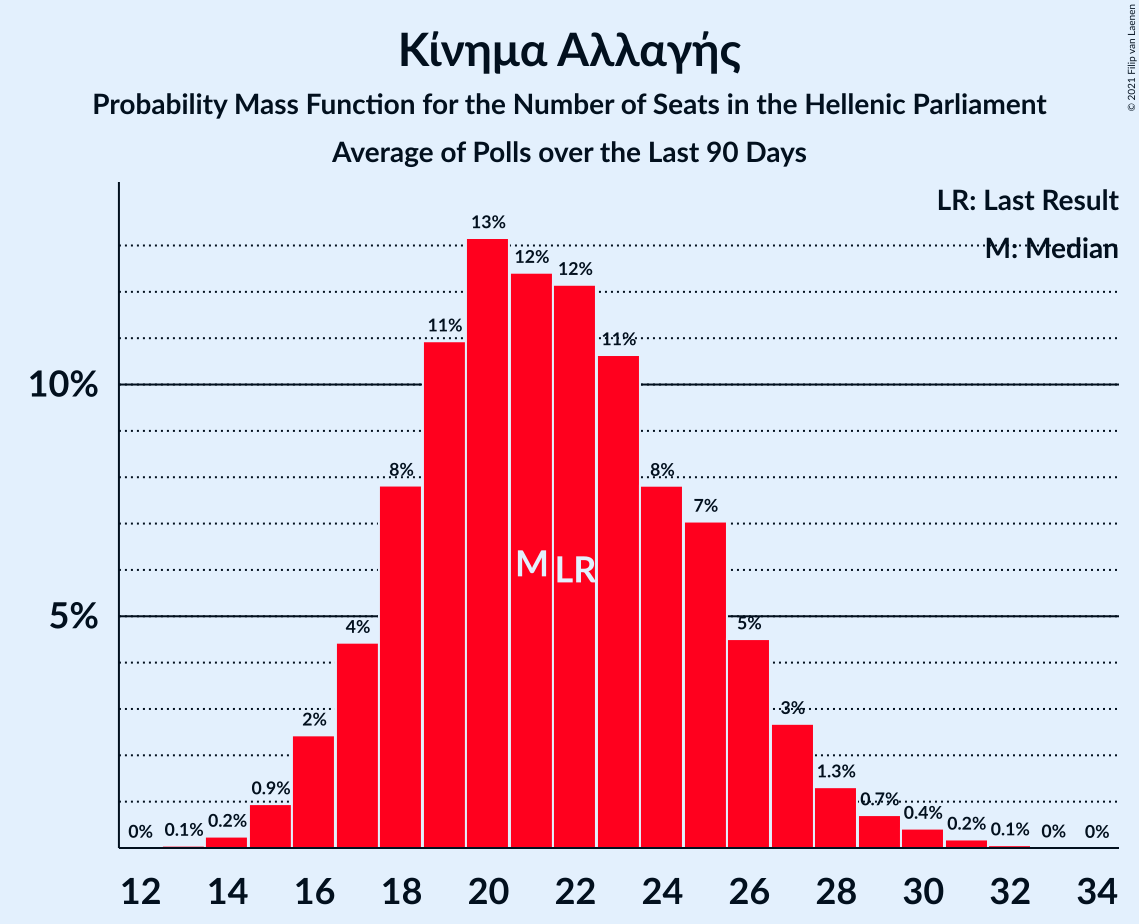 Κίνημα Αλλαγής
Probability Mass Function for the Number of Seats in the Hellenic Parliament
Average of Polls over the Last 90 Days
© 2021 Filip van Laenen
LR: Last Result
M: Median
10%
5%
0%
0.1%
0.2%
0.9%
2%
4%
8%
11%
13%
12%
12%
11%
8%
7%
5%
3%
1.3%
0.7%
0.4%
0.2%
0.1%
0%
0%
M
LR
12 14 16 18 20 22 24 26 28 30 32 34